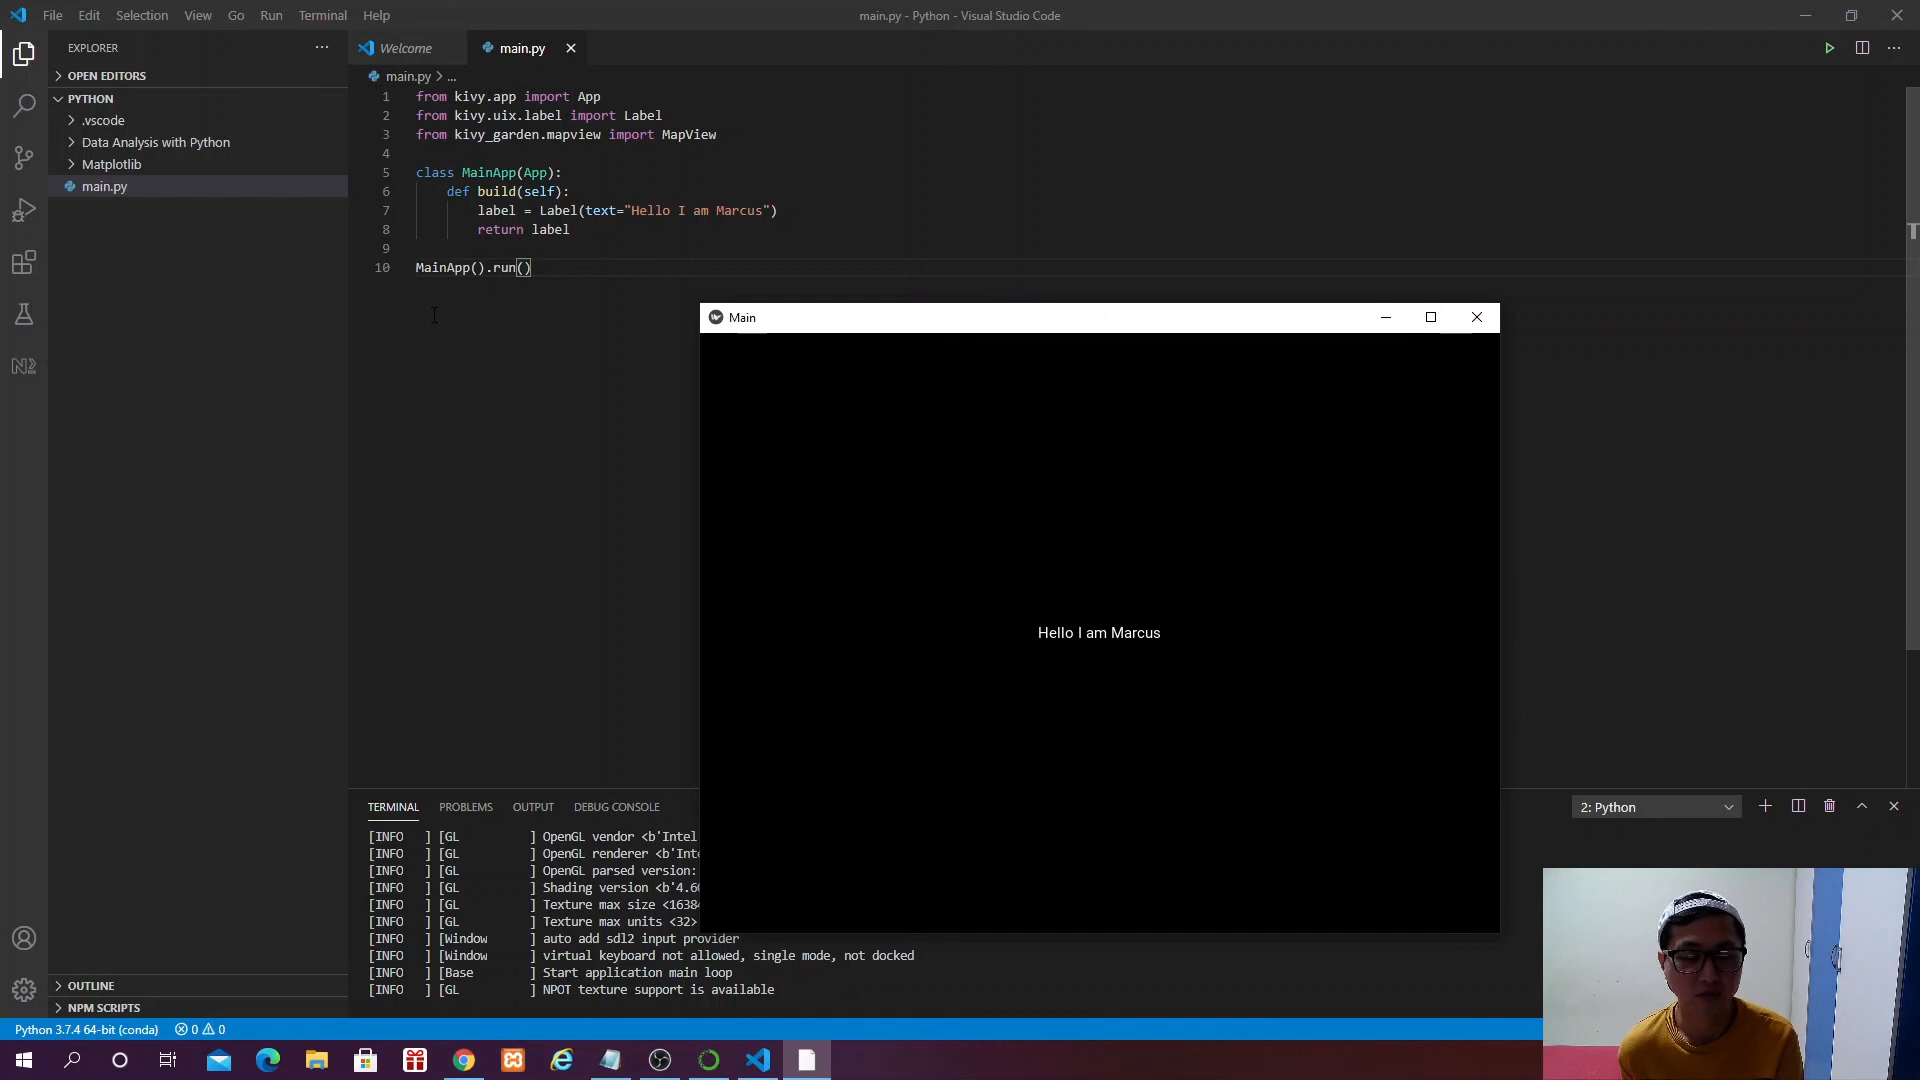 File Edit Selection View Go Run Terminal Help
main.py - Python - Visual Studio Code
EXPLORER
OPEN EDITORS
PYTHON
.vscode
Data Analysis with Python
Matplotlib
main.py
OUTLINE
NPM SCRIPTS
Welcome
main.py
main.py > ...
1 from kivy.app import App
2 from kivy.uix.label import Label
3 from kivy_garden.mapview import MapView
4
5 class MainApp(App):
6 def build(self):
7 label = Label(text="Hello I am Marcus")
8 return label
9
10 MainApp().run()
Main
Hello I am Marcus
TERMINAL PROBLEMS OUTPUT DEBUG CONSOLE
2: Python
[INFO ] [GL ] OpenGL vendor <b'Intel
[INFO ] [GL ] OpenGL renderer <b'Int
[INFO ] [GL ] OpenGL parsed version:
[INFO ] [GL ] Shading version <b'4.60
[INFO ] [GL ] Texture max size <16384
[INFO ] [GL ] Texture max units <32>
[INFO ] [Window ] auto add sdl2 input provider
[INFO ] [Window ] virtual keyboard not allowed, single mode, not docked
[INFO ] [Base ] Start application main loop
[INFO ] [GL ] NPOT texture support is available
Python 3.7.4 64-bit (conda) 0 0